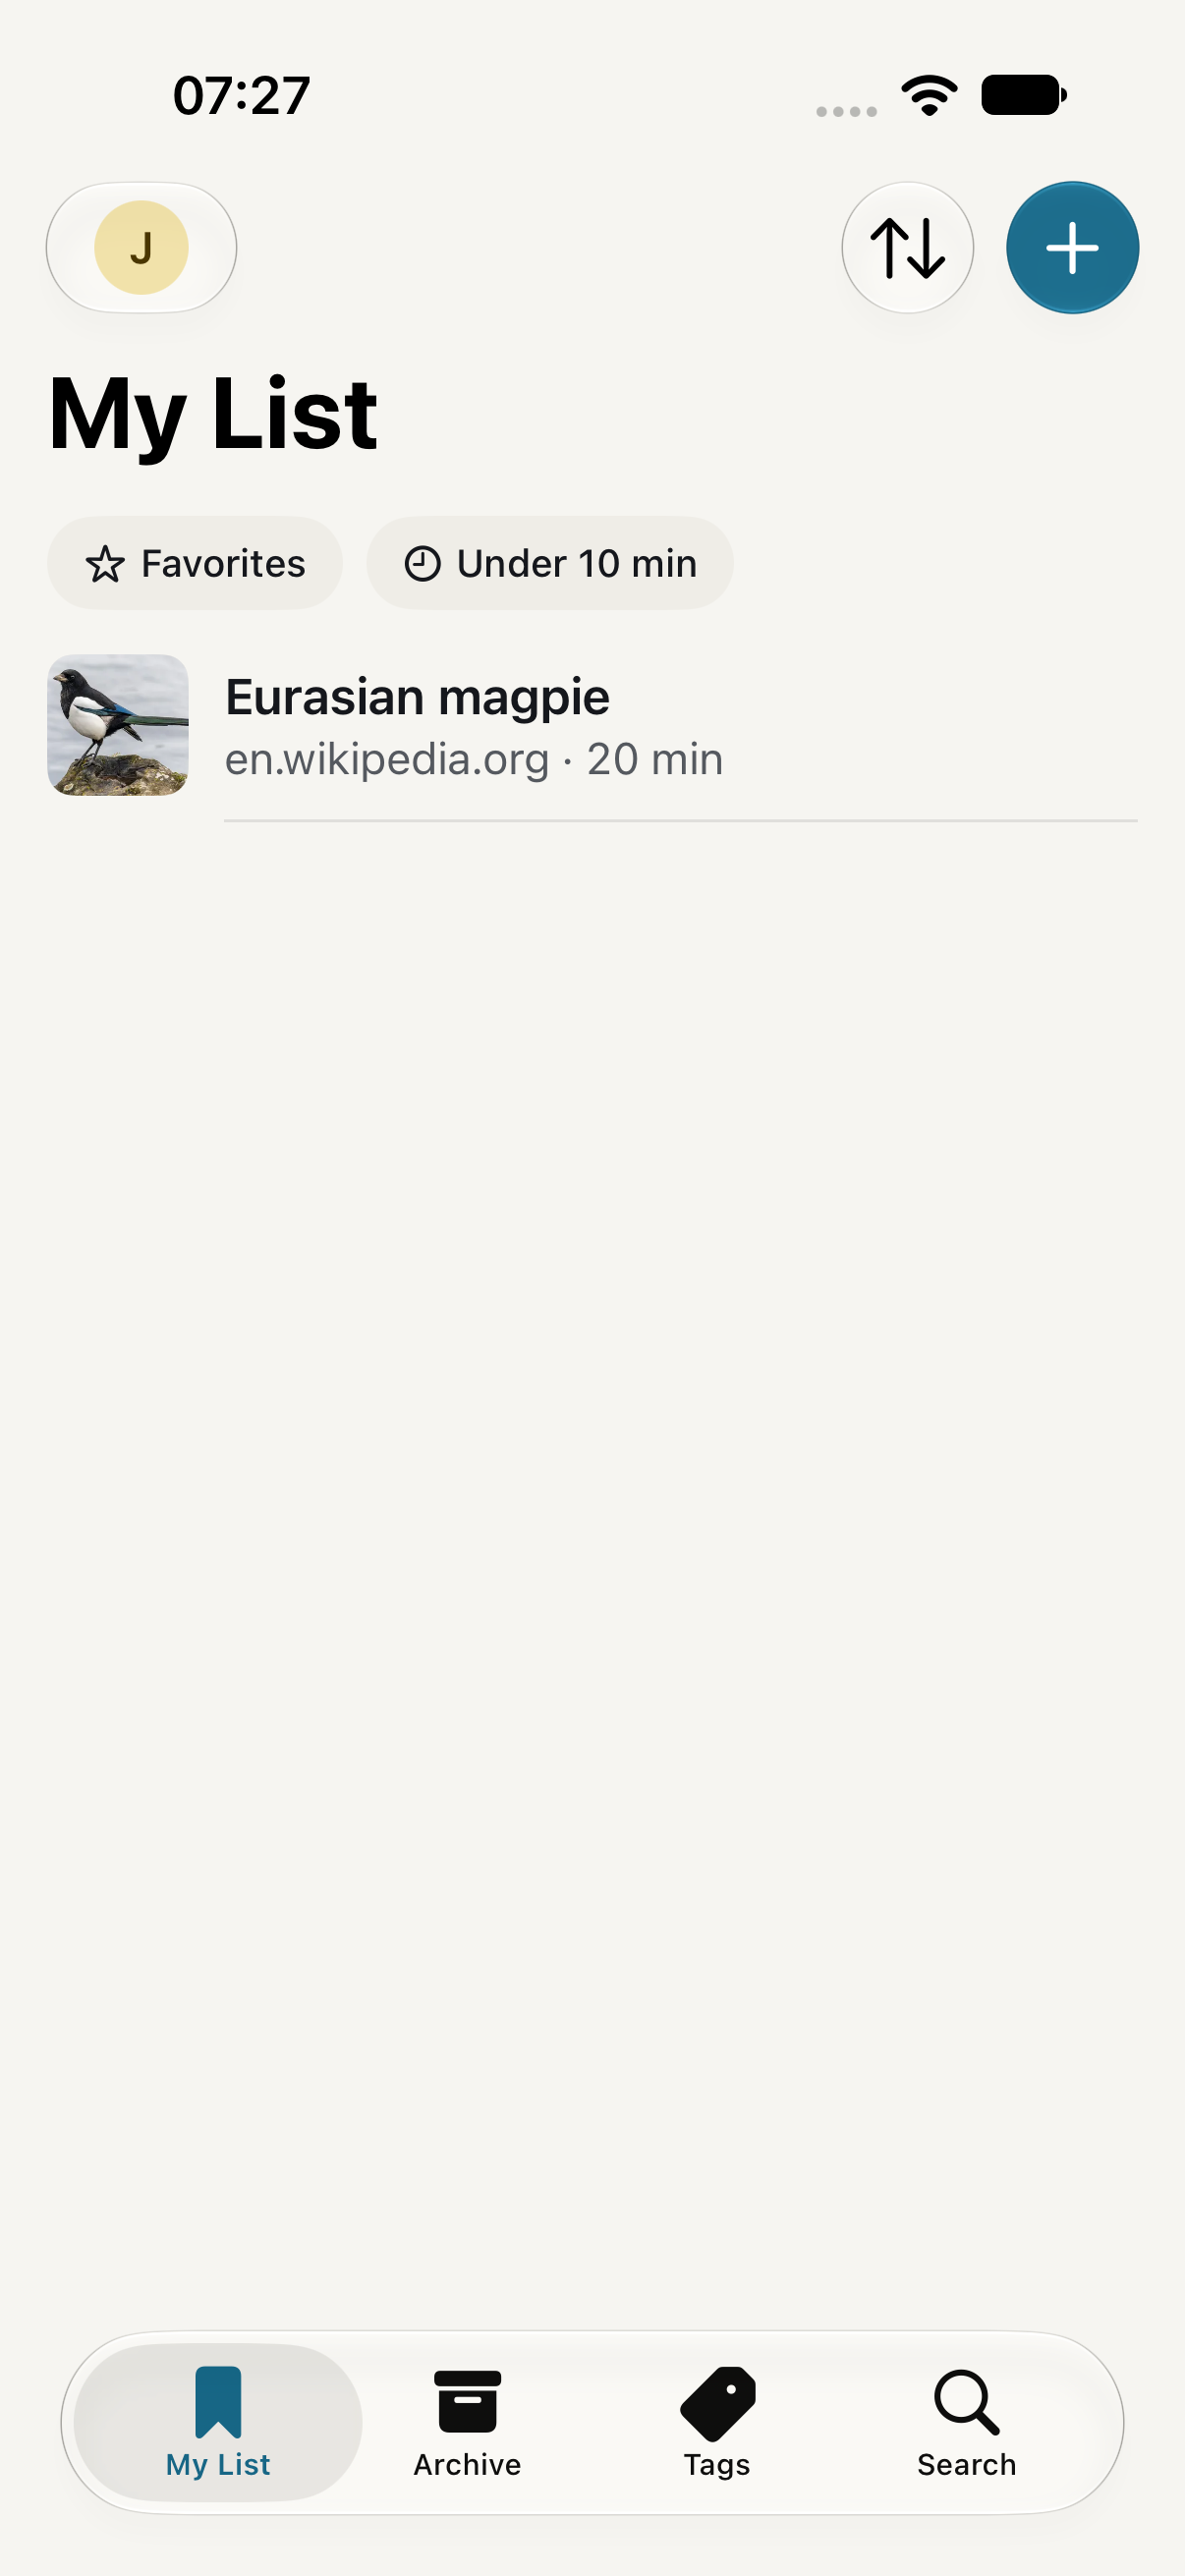 07:27
J
My List
Favorites
Under 10 min
Eurasian magpie
en.wikipedia.org · 20 min
My List
Archive
Tags
Search